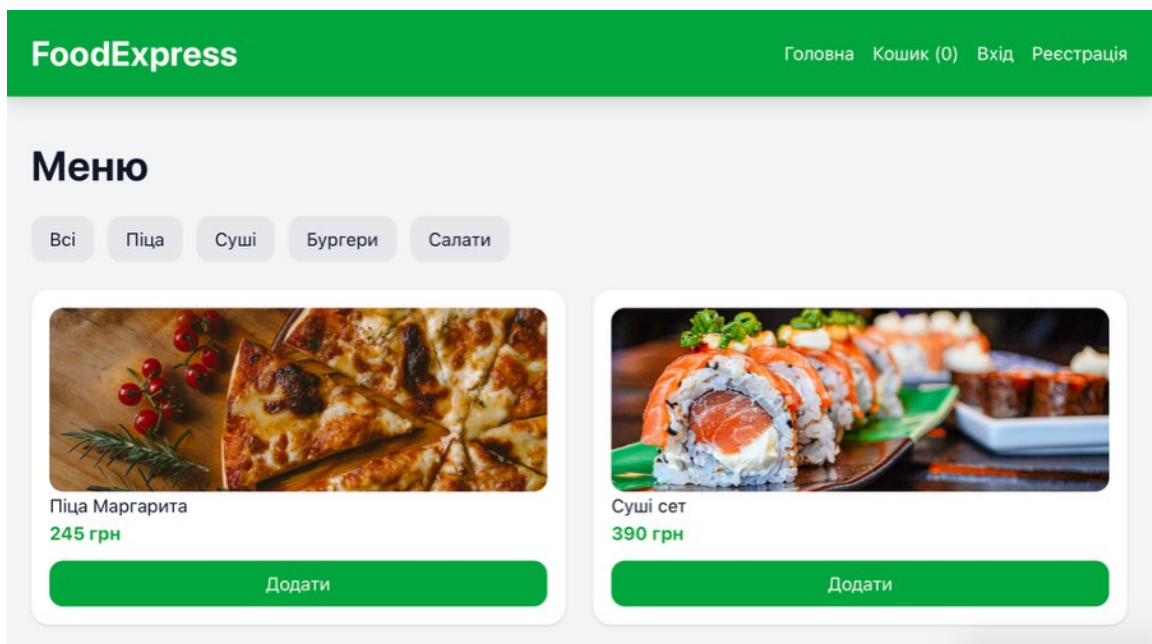 FoodExpress
Головна Кошик (0) Вхід Реєстрація
Меню
Всі Піца Суші Бургери Салати
Піца Маргарита
245 грн
Додати
Суші сет
390 грн
Додати